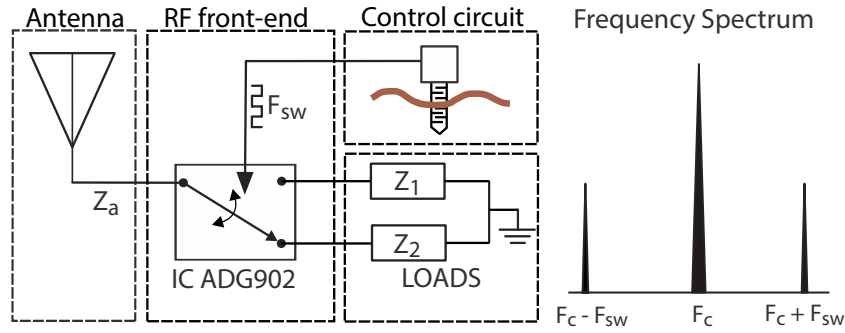 Antenna
RF front-end
Control circuit
Frequency Spectrum
Fsw
Za
Z1
Z2
IC ADG902
LOADS
Fc - Fsw
Fc
Fc + Fsw